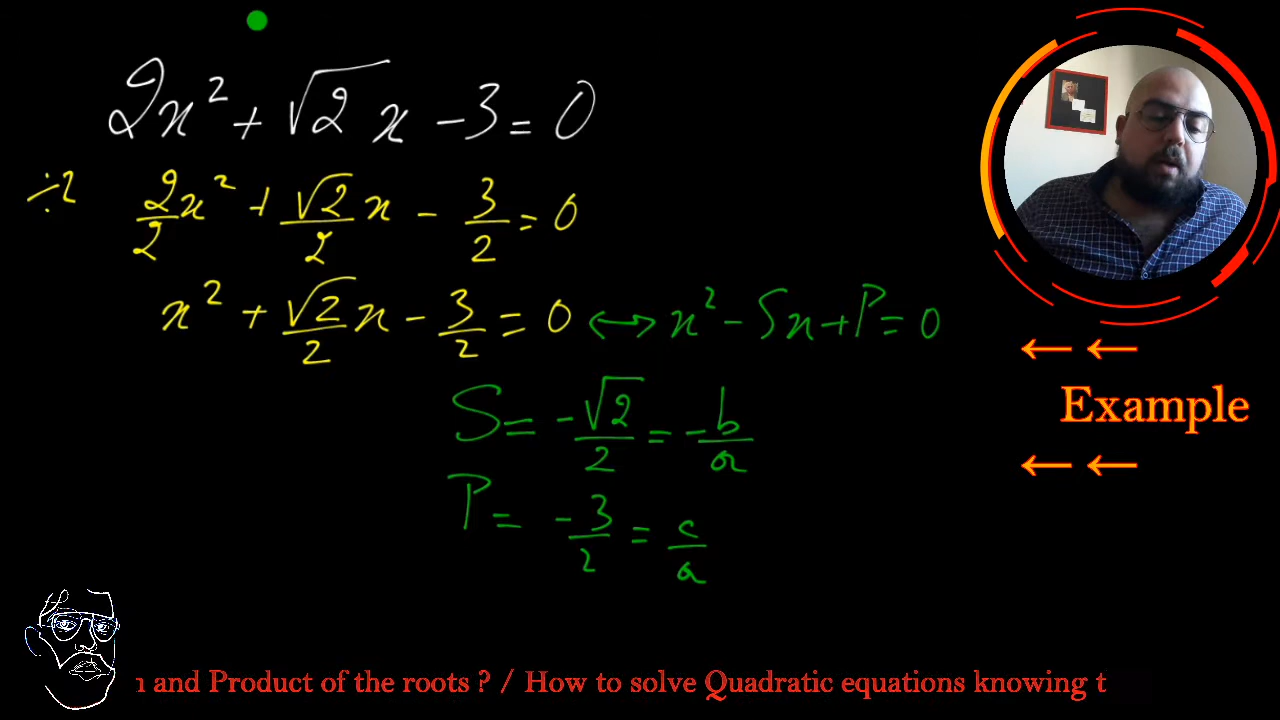 2x² + √2 x - 3 = 0
÷2 2x²/2 + √2/2 x - 3/2 = 0
x² + √2/2 x - 3/2 = 0 ↔ x² - Sx + P = 0
S = -√2/2 = -b/a
P = -3/2 = c/a
← ←
Example
← ←
and Product of the roots ? / How to solve Quadratic equations knowing t